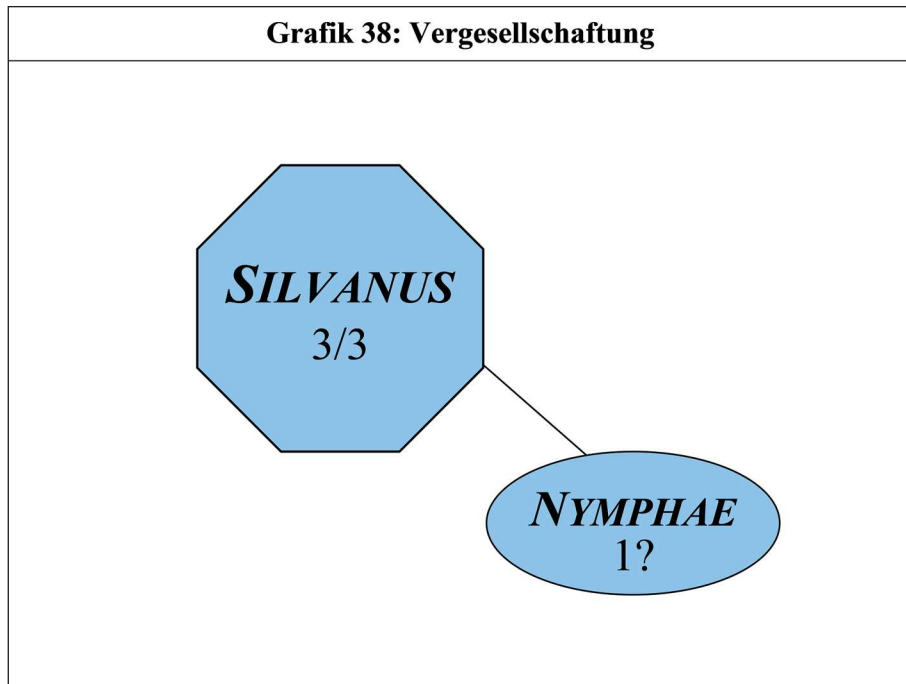 Grafik 38: Vergesellschaftung
SILVANUS
3/3
NYMPHAE
1?